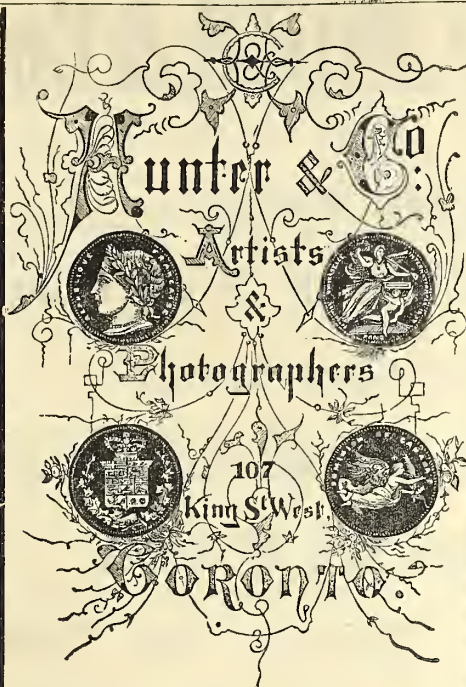 Hunter & Co:
Artists
&
Photographers
107
King St West,
TORONTO.